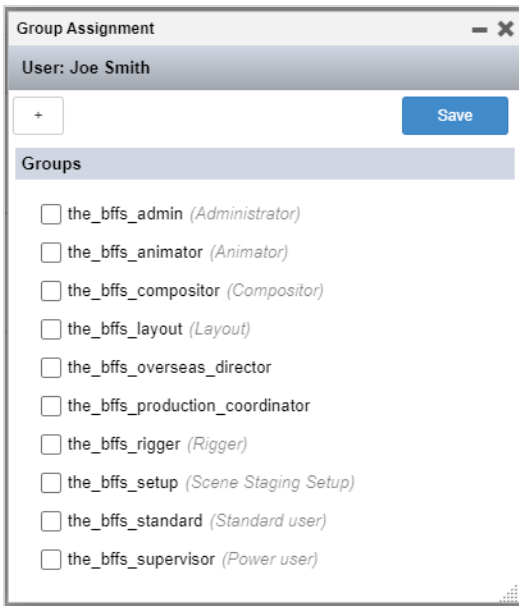 Group Assignment
User: Joe Smith
+ Save
Groups
the_bffs_admin (Administrator)
the_bffs_animator (Animator)
the_bffs_compositor (Compositor)
the_bffs_layout (Layout)
the_bffs_overseas_director
the_bffs_production_coordinator
the_bffs_rigger (Rigger)
the_bffs_setup (Scene Staging Setup)
the_bffs_standard (Standard user)
the_bffs_supervisor (Power user)